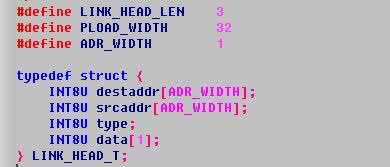 #define LINK_HEAD_LEN    3
#define PLOAD_WIDTH      32
#define ADR_WIDTH        1
typedef struct {
    INT8U destaddr[ADR_WIDTH];
    INT8U srcaddr[ADR_WIDTH];
    INT8U type;
    INT8U data[1];
} LINK_HEAD_T;